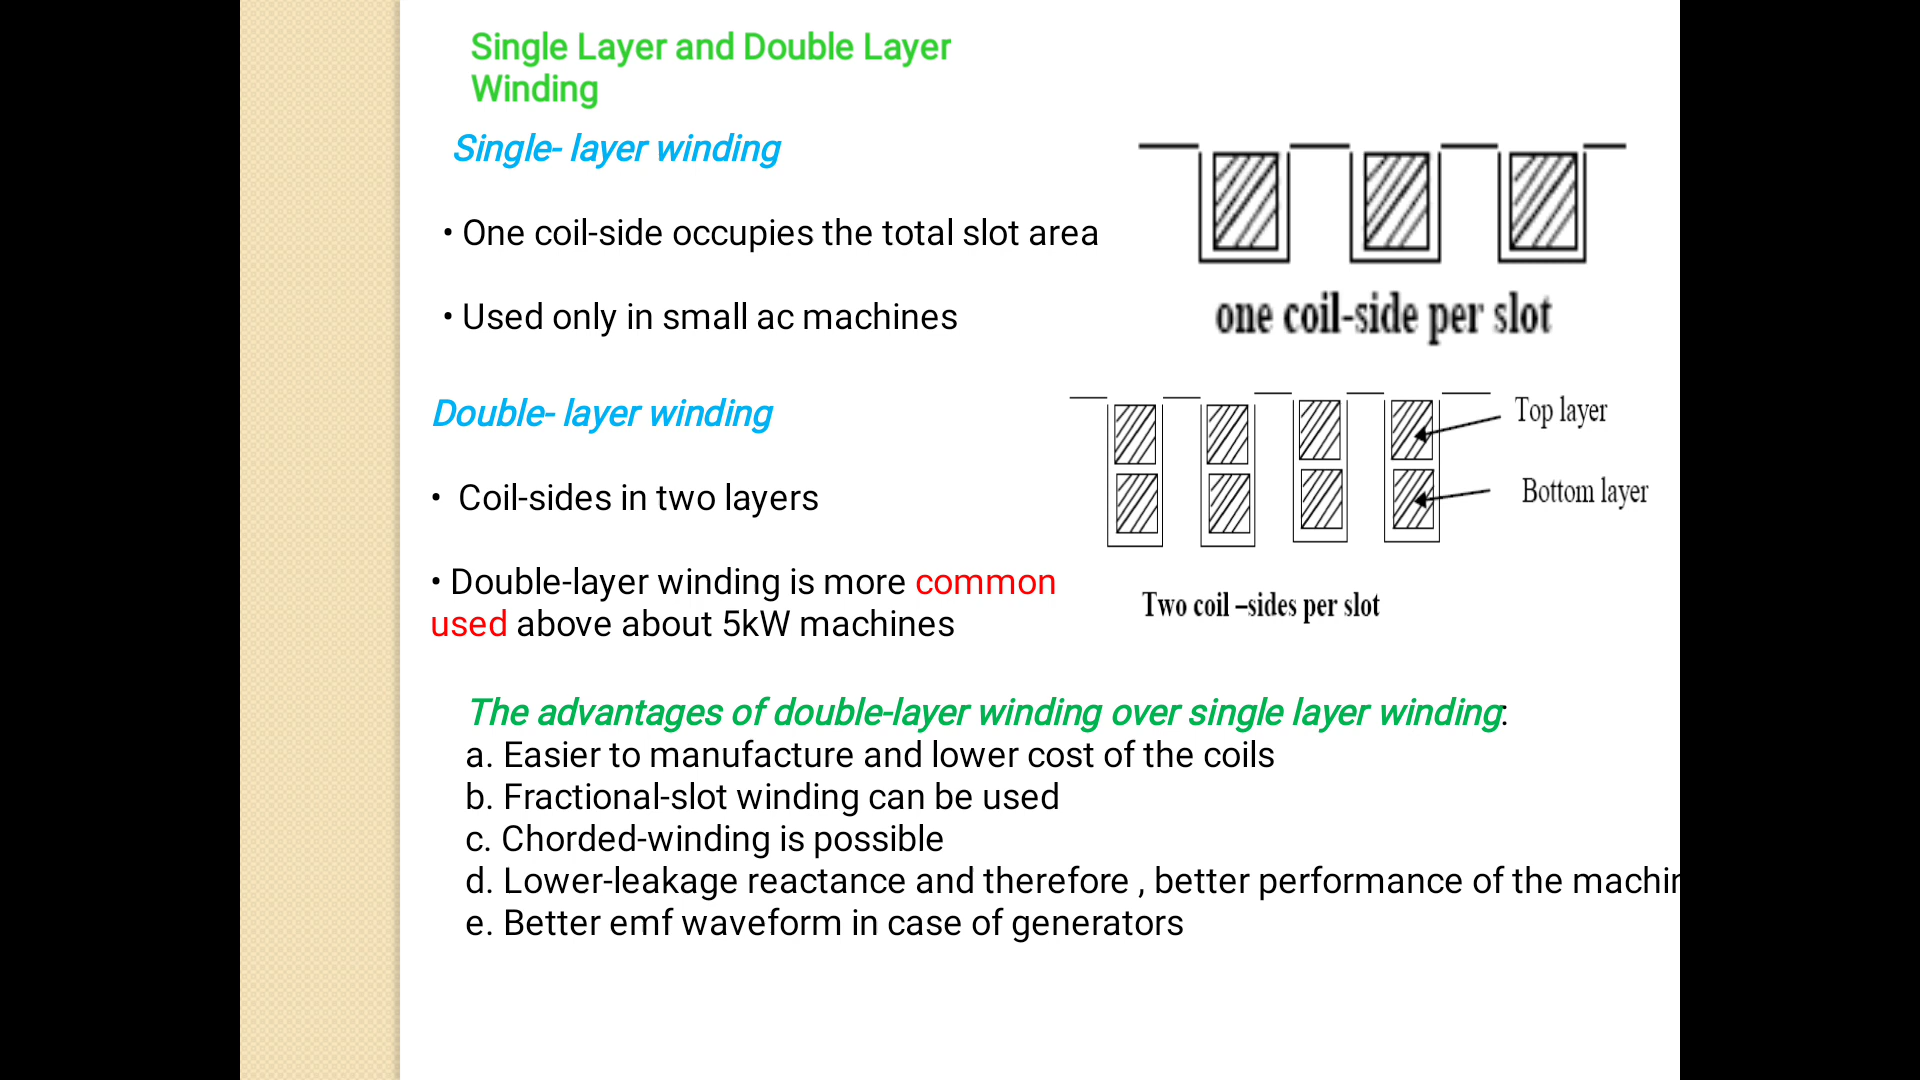 Single Layer and Double Layer
Winding
Single- layer winding
• One coil-side occupies the total slot area
• Used only in small ac machines
one coil-side per slot
Double- layer winding
• Coil-sides in two layers
• Double-layer winding is more common
used above about 5kW machines
Top layer
Bottom layer
Two coil –sides per slot
The advantages of double-layer winding over single layer winding:
a. Easier to manufacture and lower cost of the coils
b. Fractional-slot winding can be used
c. Chorded-winding is possible
d. Lower-leakage reactance and therefore , better performance of the machin
e. Better emf waveform in case of generators